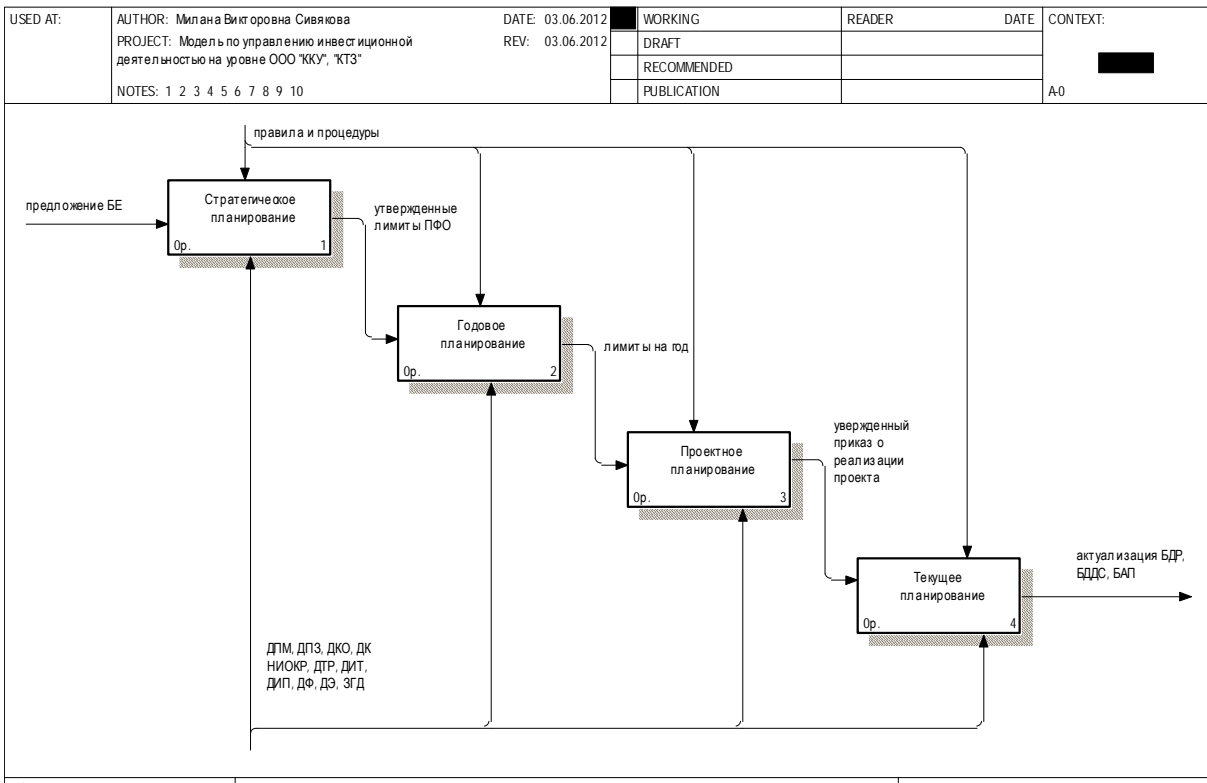 USED AT:
AUTHOR: Милана Викторовна Сивякова
DATE: 03.06.2012
WORKING
READER
DATE
CONTEXT:
PROJECT: Модель по управлению инвестиционной
деятельностью на уровне ООО "ККУ", "КТЗ"
REV: 03.06.2012
DRAFT
RECOMMENDED
NOTES: 1 2 3 4 5 6 7 8 9 10
PUBLICATION
A-0
правила и процедуры
предложение БЕ
Стратегическое
планирование
0р.
1
утвержденные
лимиты ПФО
Годовое
планирование
0р.
2
лимиты на год
Проектное
планирование
0р.
3
увержденный
приказ о
реализации
проекта
Текущее
планирование
0р.
4
актуализация БДР,
БДДС, БАП
ДПМ, ДПЗ, ДКО, ДК
НИОКР, ДТР, ДИТ,
ДИП, ДФ, ДЭ, ЗГД